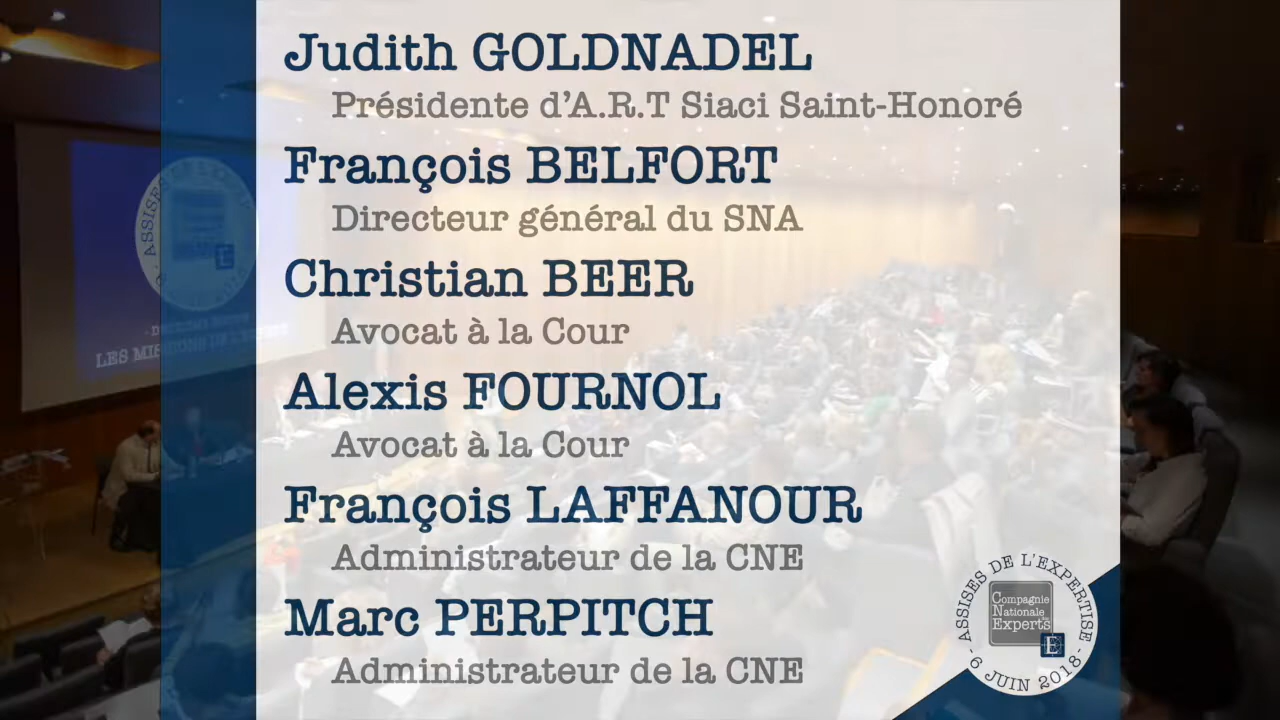 Judith GOLDNADEL
Présidente d'A.R.T Siaci Saint-Honoré
François BELFORT
Directeur général du SNA
Christian BEER
Avocat à la Cour
Alexis FOURNOL
Avocat à la Cour
François LAFFANOUR
Administrateur de la CNE
Marc PERPITCH
Administrateur de la CNE
ASSISES DE L'EXPERTISE
Compagnie
Nationale
Experts
E
- 6 JUIN 2018 -
LES